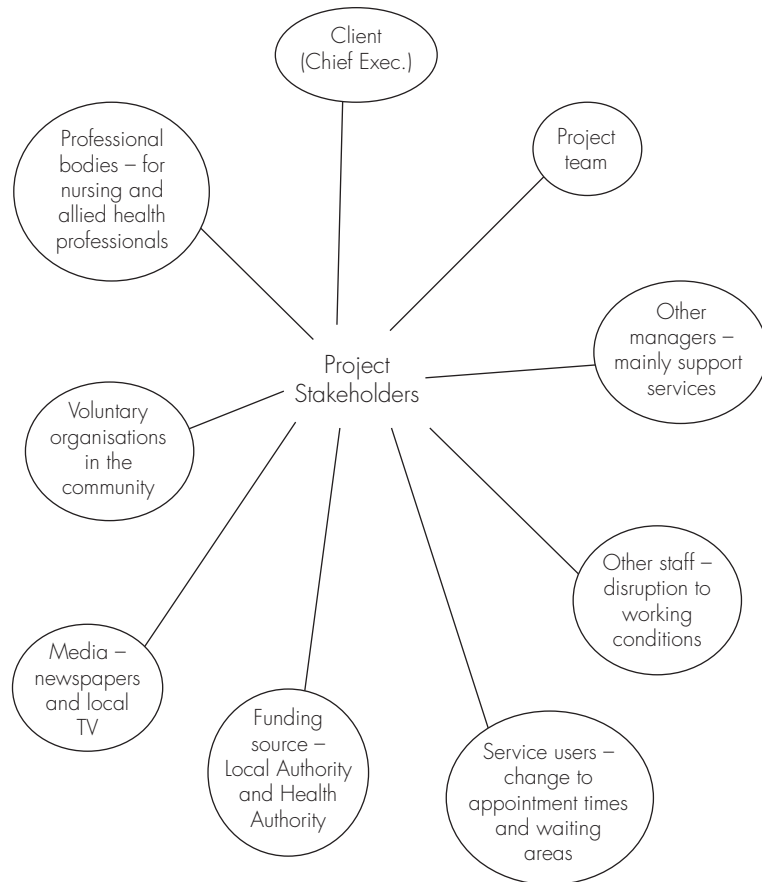 Client
(Chief Exec.)
Project
team
Professional
bodies – for
nursing and
allied health
professionals
Other
managers –
mainly support
services
Project
Stakeholders
Voluntary
organisations
in the
community
Other staff –
disruption to
working
conditions
Media –
newspapers
and local
TV
Funding
source –
Local Authority
and Health
Authority
Service users –
change to
appointment times
and waiting
areas